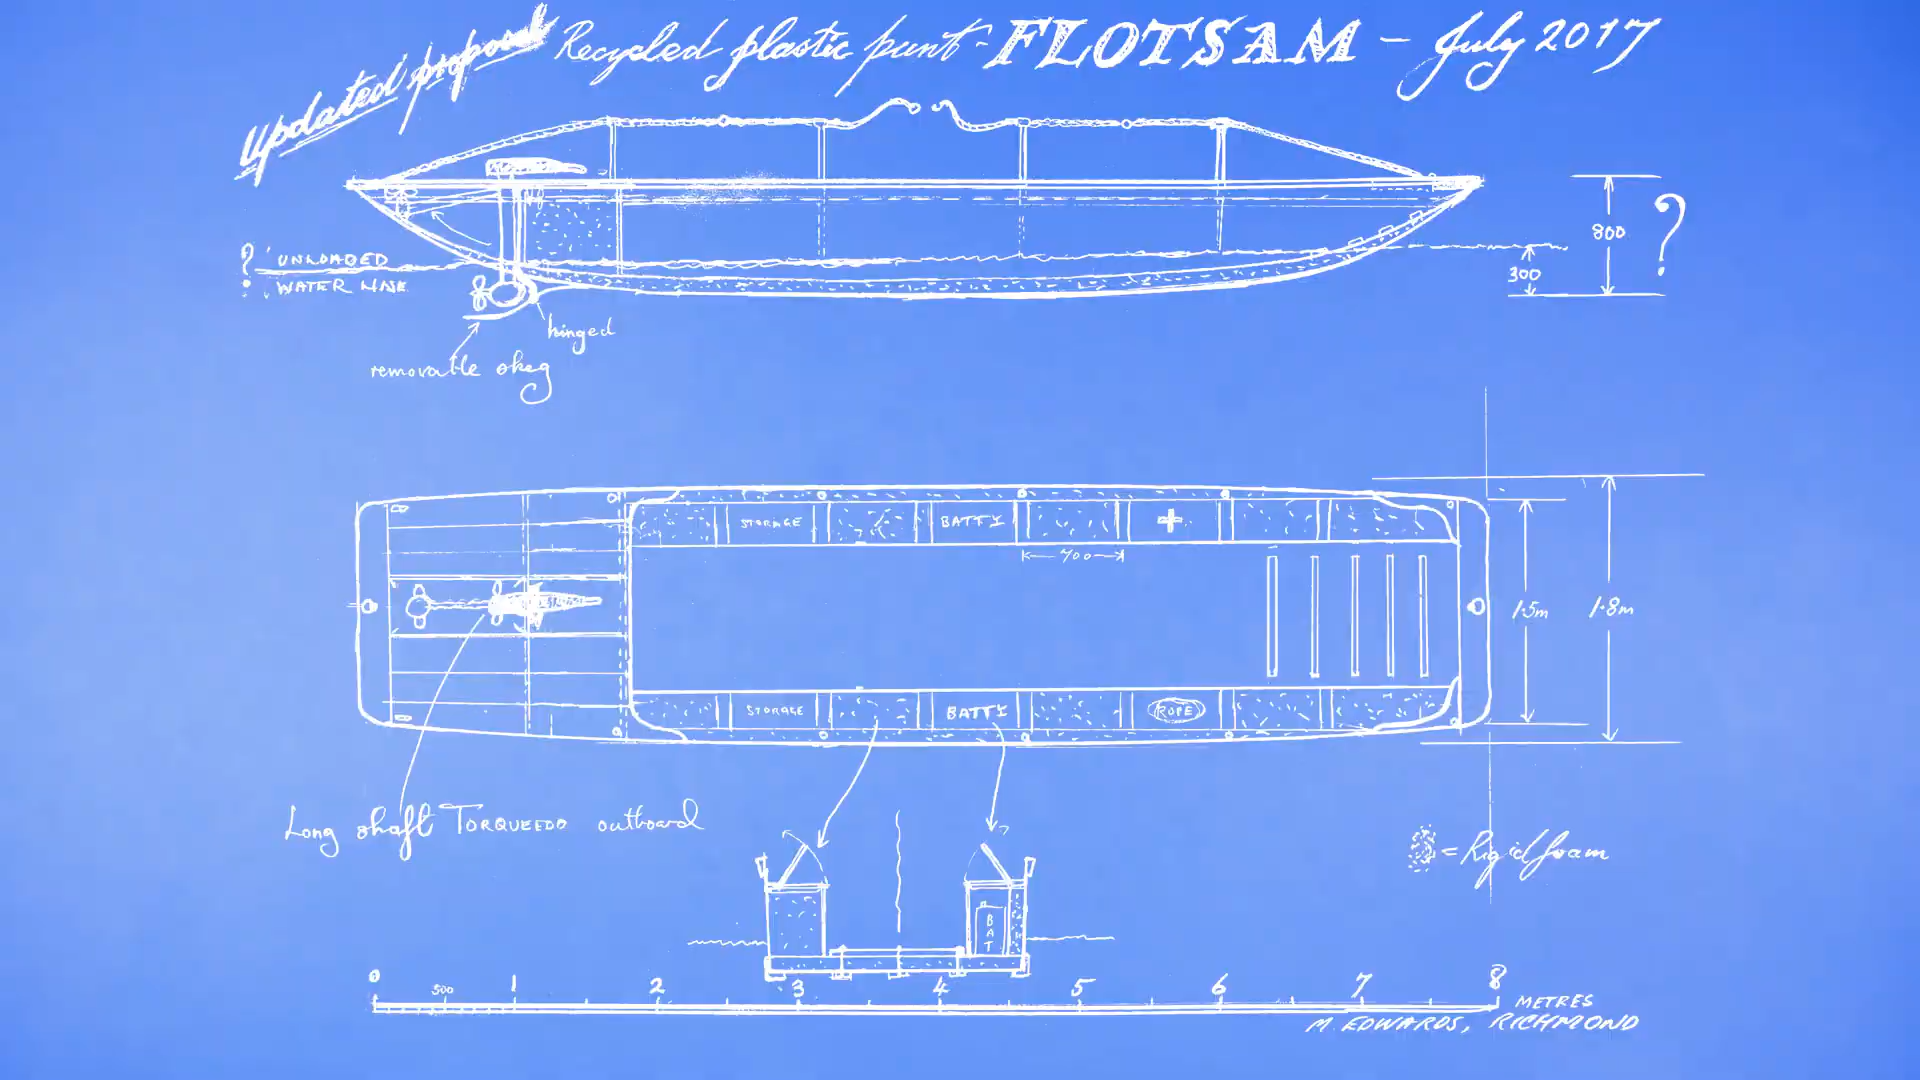 Updated proposal
Recycled plastic punt - FLOTSAM - July 2017
? UNLOADED
WATER LINE
800
?
300
hinged
removable skeg
STORAGE
BATTY
700
1.5m
1.8m
STORAGE
BATTY
ROPE
Long shaft TORQUEEDO outboard
= Rigid foam
BAT
0
500
1
2
3
4
5
6
7
8
METRES
M. EDWARDS, RICHMOND